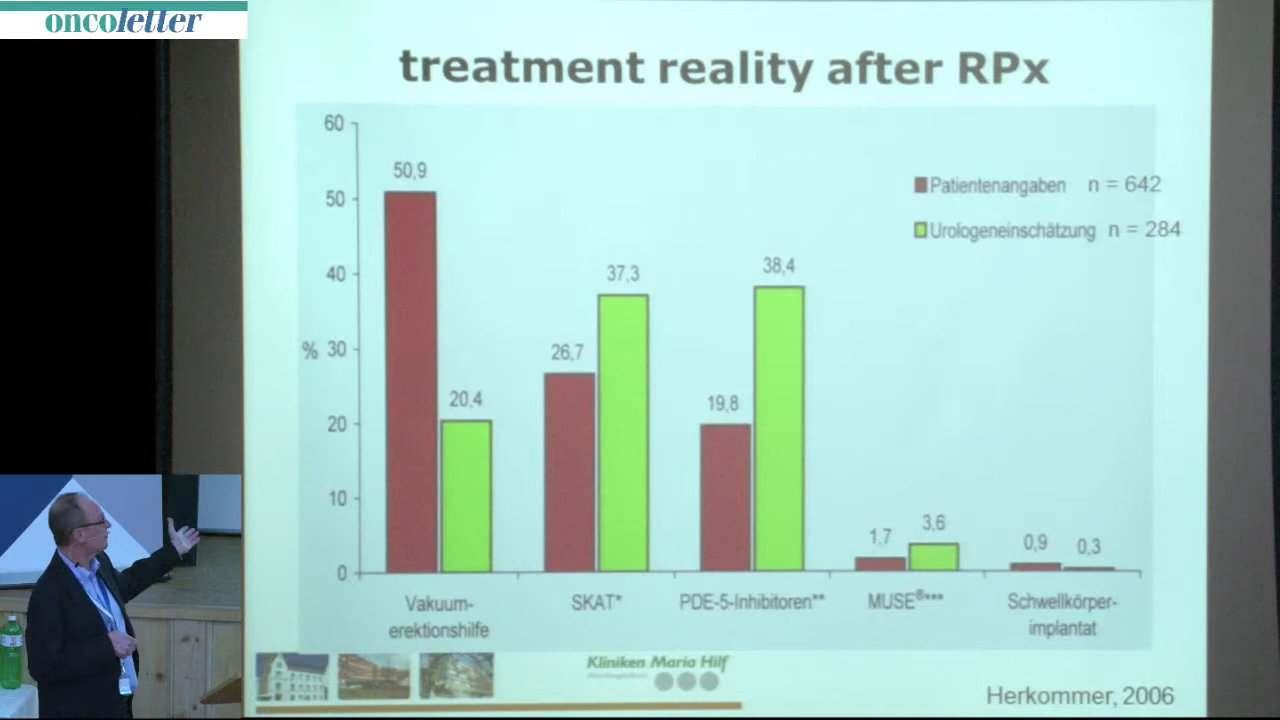 oncoletter
treatment reality after RPx
60
50
40
% 30
20
10
0
50,9
20,4
26,7
37,3
19,8
38,4
1,7
3,6
0,9
0,3
Patientenangaben n = 642
Urologeneinschätzung n = 284
Vakuum-
erektionshilfe
SKAT*
PDE-5-Inhibitoren**
MUSE®***
Schwellkörper-
implantat
Kliniken Maria Hilf
Herkommer, 2006